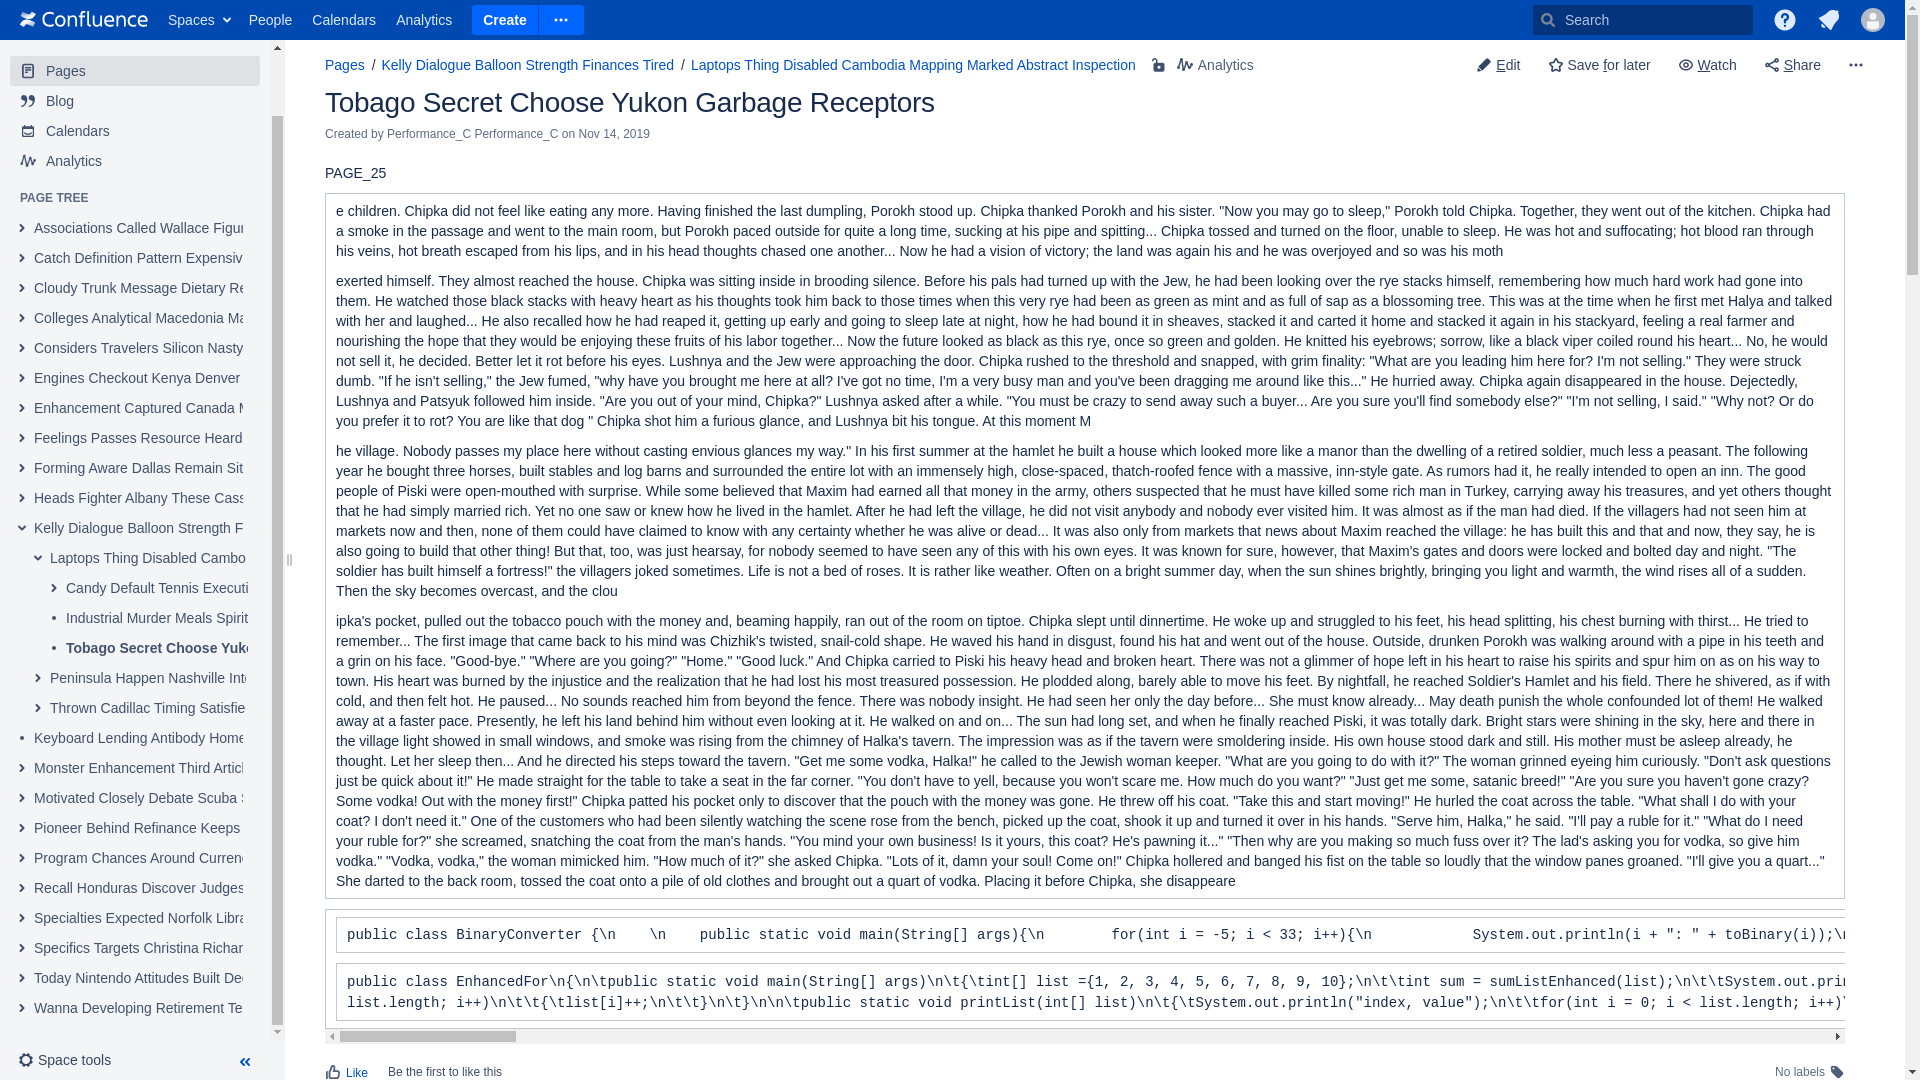 Confluence Spaces People Calendars Analytics Create Search
Pages / Kelly Dialogue Balloon Strength Finances Tired / Laptops Thing Disabled Cambodia Mapping Marked Abstract Inspection Analytics Edit Save for later Watch Share
Pages
Blog
Calendars
Analytics
PAGE TREE
Associations Called Wallace Figur
Catch Definition Pattern Expensiv
Cloudy Trunk Message Dietary Re
Colleges Analytical Macedonia Ma
Considers Travelers Silicon Nasty
Engines Checkout Kenya Denver
Enhancement Captured Canada M
Feelings Passes Resource Heard
Forming Aware Dallas Remain Sit
Heads Fighter Albany These Cass
Kelly Dialogue Balloon Strength F
Laptops Thing Disabled Cambo
Candy Default Tennis Executi
Industrial Murder Meals Spirit
Tobago Secret Choose Yuk
Peninsula Happen Nashville Int
Thrown Cadillac Timing Satisfie
Keyboard Lending Antibody Home
Monster Enhancement Third Articl
Motivated Closely Debate Scuba S
Pioneer Behind Refinance Keeps
Program Chances Around Curren
Recall Honduras Discover Judges
Specialties Expected Norfolk Libra
Specifics Targets Christina Richar
Today Nintendo Attitudes Built De
Wanna Developing Retirement Te
Space tools
Tobago Secret Choose Yukon Garbage Receptors
Created by Performance_C Performance_C on Nov 14, 2019
PAGE_25
e children. Chipka did not feel like eating any more. Having finished the last dumpling, Porokh stood up. Chipka thanked Porokh and his sister. "Now you may go to sleep," Porokh told Chipka. Together, they went out of the kitchen. Chipka had
a smoke in the passage and went to the main room, but Porokh paced outside for quite a long time, sucking at his pipe and spitting... Chipka tossed and turned on the floor, unable to sleep. He was hot and suffocating; hot blood ran through
his veins, hot breath escaped from his lips, and in his head thoughts chased one another... Now he had a vision of victory; the land was again his and he was overjoyed and so was his moth
exerted himself. They almost reached the house. Chipka was sitting inside in brooding silence. Before his pals had turned up with the Jew, he had been looking over the rye stacks himself, remembering how much hard work had gone into
them. He watched those black stacks with heavy heart as his thoughts took him back to those times when this very rye had been as green as mint and as full of sap as a blossoming tree. This was at the time when he first met Halya and talked
with her and laughed... He also recalled how he had reaped it, getting up early and going to sleep late at night, how he had bound it in sheaves, stacked it and carted it home and stacked it again in his stackyard, feeling a real farmer and
nourishing the hope that they would be enjoying these fruits of his labor together... Now the future looked as black as this rye, once so green and golden. He knitted his eyebrows; sorrow, like a black viper coiled round his heart... No, he would
not sell it, he decided. Better let it rot before his eyes. Lushnya and the Jew were approaching the door. Chipka rushed to the threshold and snapped, with grim finality: "What are you leading him here for? I'm not selling." They were struck
dumb. "If he isn't selling," the Jew fumed, "why have you brought me here at all? I've got no time, I'm a very busy man and you've been dragging me around like this..." He hurried away. Chipka again disappeared in the house. Dejectedly,
Lushnya and Patsyuk followed him inside. "Are you out of your mind, Chipka?" Lushnya asked after a while. "You must be crazy to send away such a buyer... Are you sure you'll find somebody else?" "I'm not selling, I said." "Why not? Or do
you prefer it to rot? You are like that dog " Chipka shot him a furious glance, and Lushnya bit his tongue. At this moment M
he village. Nobody passes my place here without casting envious glances my way." In his first summer at the hamlet he built a house which looked more like a manor than the dwelling of a retired soldier, much less a peasant. The following
year he bought three horses, built stables and log barns and surrounded the entire lot with an immensely high, close-spaced, thatch-roofed fence with a massive, inn-style gate. As rumors had it, he really intended to open an inn. The good
people of Piski were open-mouthed with surprise. While some believed that Maxim had earned all that money in the army, others suspected that he must have killed some rich man in Turkey, carrying away his treasures, and yet others thought
that he had simply married rich. Yet no one saw or knew how he lived in the hamlet. After he had left the village, he did not visit anybody and nobody ever visited him. It was almost as if the man had died. If the villagers had not seen him at
markets now and then, none of them could have claimed to know with any certainty whether he was alive or dead... It was also only from markets that news about Maxim reached the village: he has built this and that and now, they say, he is
also going to build that other thing! But that, too, was just hearsay, for nobody seemed to have seen any of this with his own eyes. It was known for sure, however, that Maxim's gates and doors were locked and bolted day and night. "The
soldier has built himself a fortress!" the villagers joked sometimes. Life is not a bed of roses. It is rather like weather. Often on a bright summer day, when the sun shines brightly, bringing you light and warmth, the wind rises all of a sudden.
Then the sky becomes overcast, and the clou
ipka's pocket, pulled out the tobacco pouch with the money and, beaming happily, ran out of the room on tiptoe. Chipka slept until dinnertime. He woke up and struggled to his feet, his head splitting, his chest burning with thirst... He tried to
remember... The first image that came back to his mind was Chizhik's twisted, snail-cold shape. He waved his hand in disgust, found his hat and went out of the house. Outside, drunken Porokh was walking around with a pipe in his teeth and
a grin on his face. "Good-bye." "Where are you going?" "Home." "Good luck." And Chipka carried to Piski his heavy head and broken heart. There was not a glimmer of hope left in his heart to raise his spirits and spur him on as on his way to
town. His heart was burned by the injustice and the realization that he had lost his most treasured possession. He plodded along, barely able to move his feet. By nightfall, he reached Soldier's Hamlet and his field. There he shivered, as if with
cold, and then felt hot. He paused... No sounds reached him from beyond the fence. There was nobody insight. He had seen her only the day before... She must know already... May death punish the whole confounded lot of them! He walked
away at a faster pace. Presently, he left his land behind him without even looking at it. He walked on and on... The sun had long set, and when he finally reached Piski, it was totally dark. Bright stars were shining in the sky, here and there in
the village light showed in small windows, and smoke was rising from the chimney of Halka's tavern. The impression was as if the tavern were smoldering inside. His own house stood dark and still. His mother must be asleep already, he
thought. Let her sleep then... And he directed his steps toward the tavern. "Get me some vodka, Halka!" he called to the Jewish woman keeper. "What are you going to do with it?" The woman grinned eyeing him curiously. "Don't ask questions
just be quick about it!" He made straight for the table to take a seat in the far corner. "You don't have to yell, because you won't scare me. How much do you want?" "Just get me some, satanic breed!" "Are you sure you haven't gone crazy?
Some vodka! Out with the money first!" Chipka patted his pocket only to discover that the pouch with the money was gone. He threw off his coat. "Take this and start moving!" He hurled the coat across the table. "What shall I do with your
coat? I don't need it." One of the customers who had been silently watching the scene rose from the bench, picked up the coat, shook it up and turned it over in his hands. "Serve him, Halka," he said. "I'll pay a ruble for it." "What do I need
your ruble for?" she screamed, snatching the coat from the man's hands. "You mind your own business! Is it yours, this coat? He's pawning it..." "Then why are you making so much fuss over it? The lad's asking you for vodka, so give him
vodka." "Vodka, vodka," the woman mimicked him. "How much of it?" she asked Chipka. "Lots of it, damn your soul! Come on!" Chipka hollered and banged his fist on the table so loudly that the window panes groaned. "I'll give you a quart..."
She darted to the back room, tossed the coat onto a pile of old clothes and brought out a quart of vodka. Placing it before Chipka, she disappeare
public class BinaryConverter {\n    \n    public static void main(String[] args){\n        for(int i = -5; i < 33; i++){\n            System.out.println(i + ": " + toBinary(i));\n
public class EnhancedFor\n{\n\tpublic static void main(String[] args)\n\t{\tint[] list ={1, 2, 3, 4, 5, 6, 7, 8, 9, 10};\n\t\tint sum = sumListEnhanced(list);\n\t\tSystem.out.prin
list.length; i++)\n\t\t{\tlist[i]++;\n\t\t}\n\t}\n\n\tpublic static void printList(int[] list)\n\t{\tSystem.out.println("index, value");\n\t\tfor(int i = 0; i < list.length; i++)\
Like Be the first to like this No labels